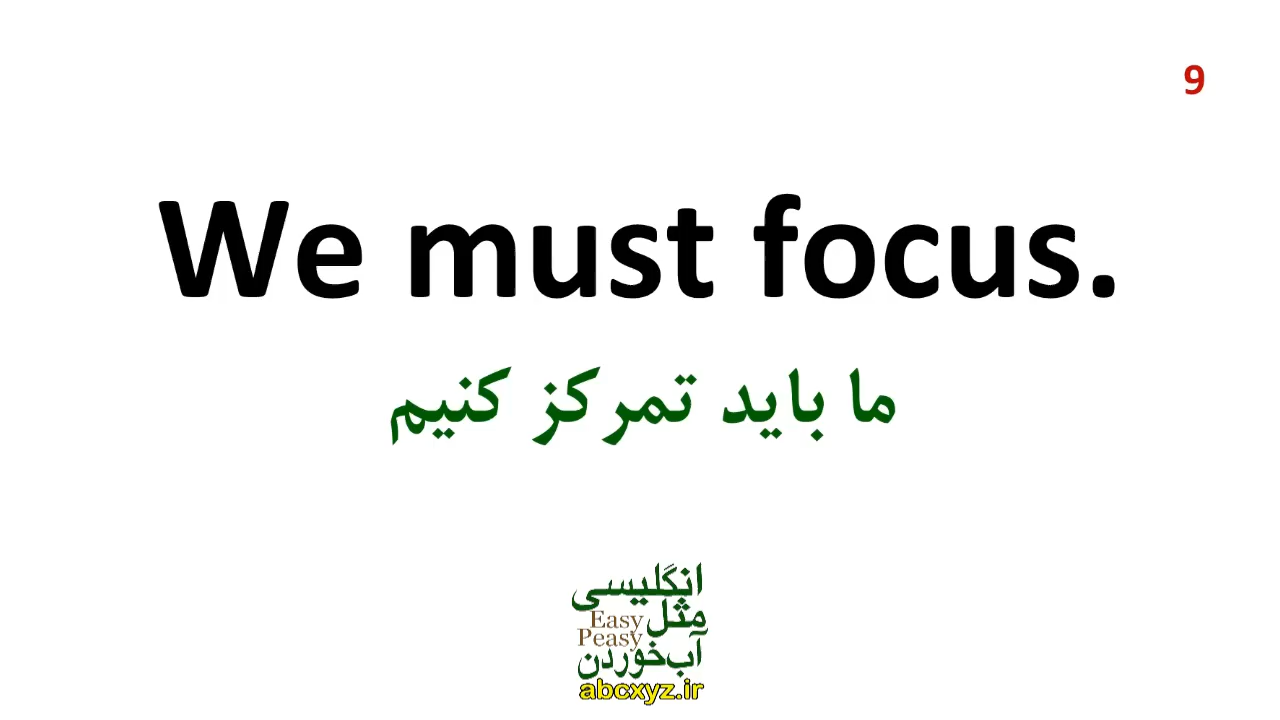 9
We must focus.
ما باید تمرکز کنیم
انگلیسی
مثل
Easy
Peasy
آب‌خوردن
abcxyz.ir